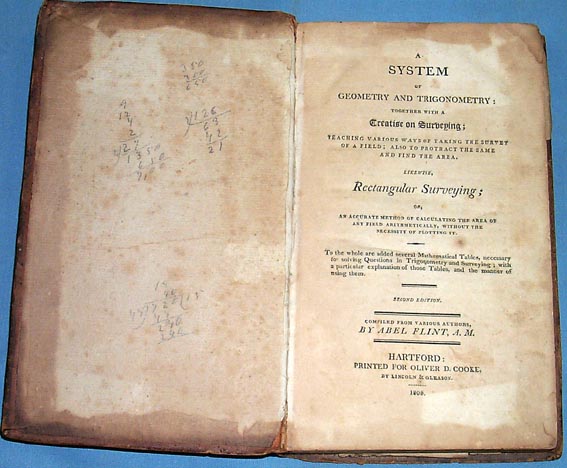 350
300
650
A
SYSTEM
OF
GEOMETRY AND TRIGONOMETRY:
TOGETHER WITH A
Treatise on Surveying;
TEACHING VARIOUS WAYS OF TAKING THE SURVEY
OF A FIELD; ALSO TO PROTRACT THE SAME
AND FIND THE AREA.
LIKEWISE,
Rectangular Surveying;
OR,
AN ACCURATE METHOD OF CALCULATING THE AREA OF
ANY FIELD ARITHMETICALLY, WITHOUT THE
NECESSITY OF PLOTTING IT.
To the whole are added several Mathematical Tables, necessary
for solving Questions in Trigonometry and Surveying; with
a particular explanation of those Tables, and the manner of
using them.
SECOND EDITION.
COMPILED FROM VARIOUS AUTHORS,
BY ABEL FLINT, A. M.
HARTFORD:
PRINTED FOR OLIVER D. COOKE,
BY LINCOLN & GLEASON.